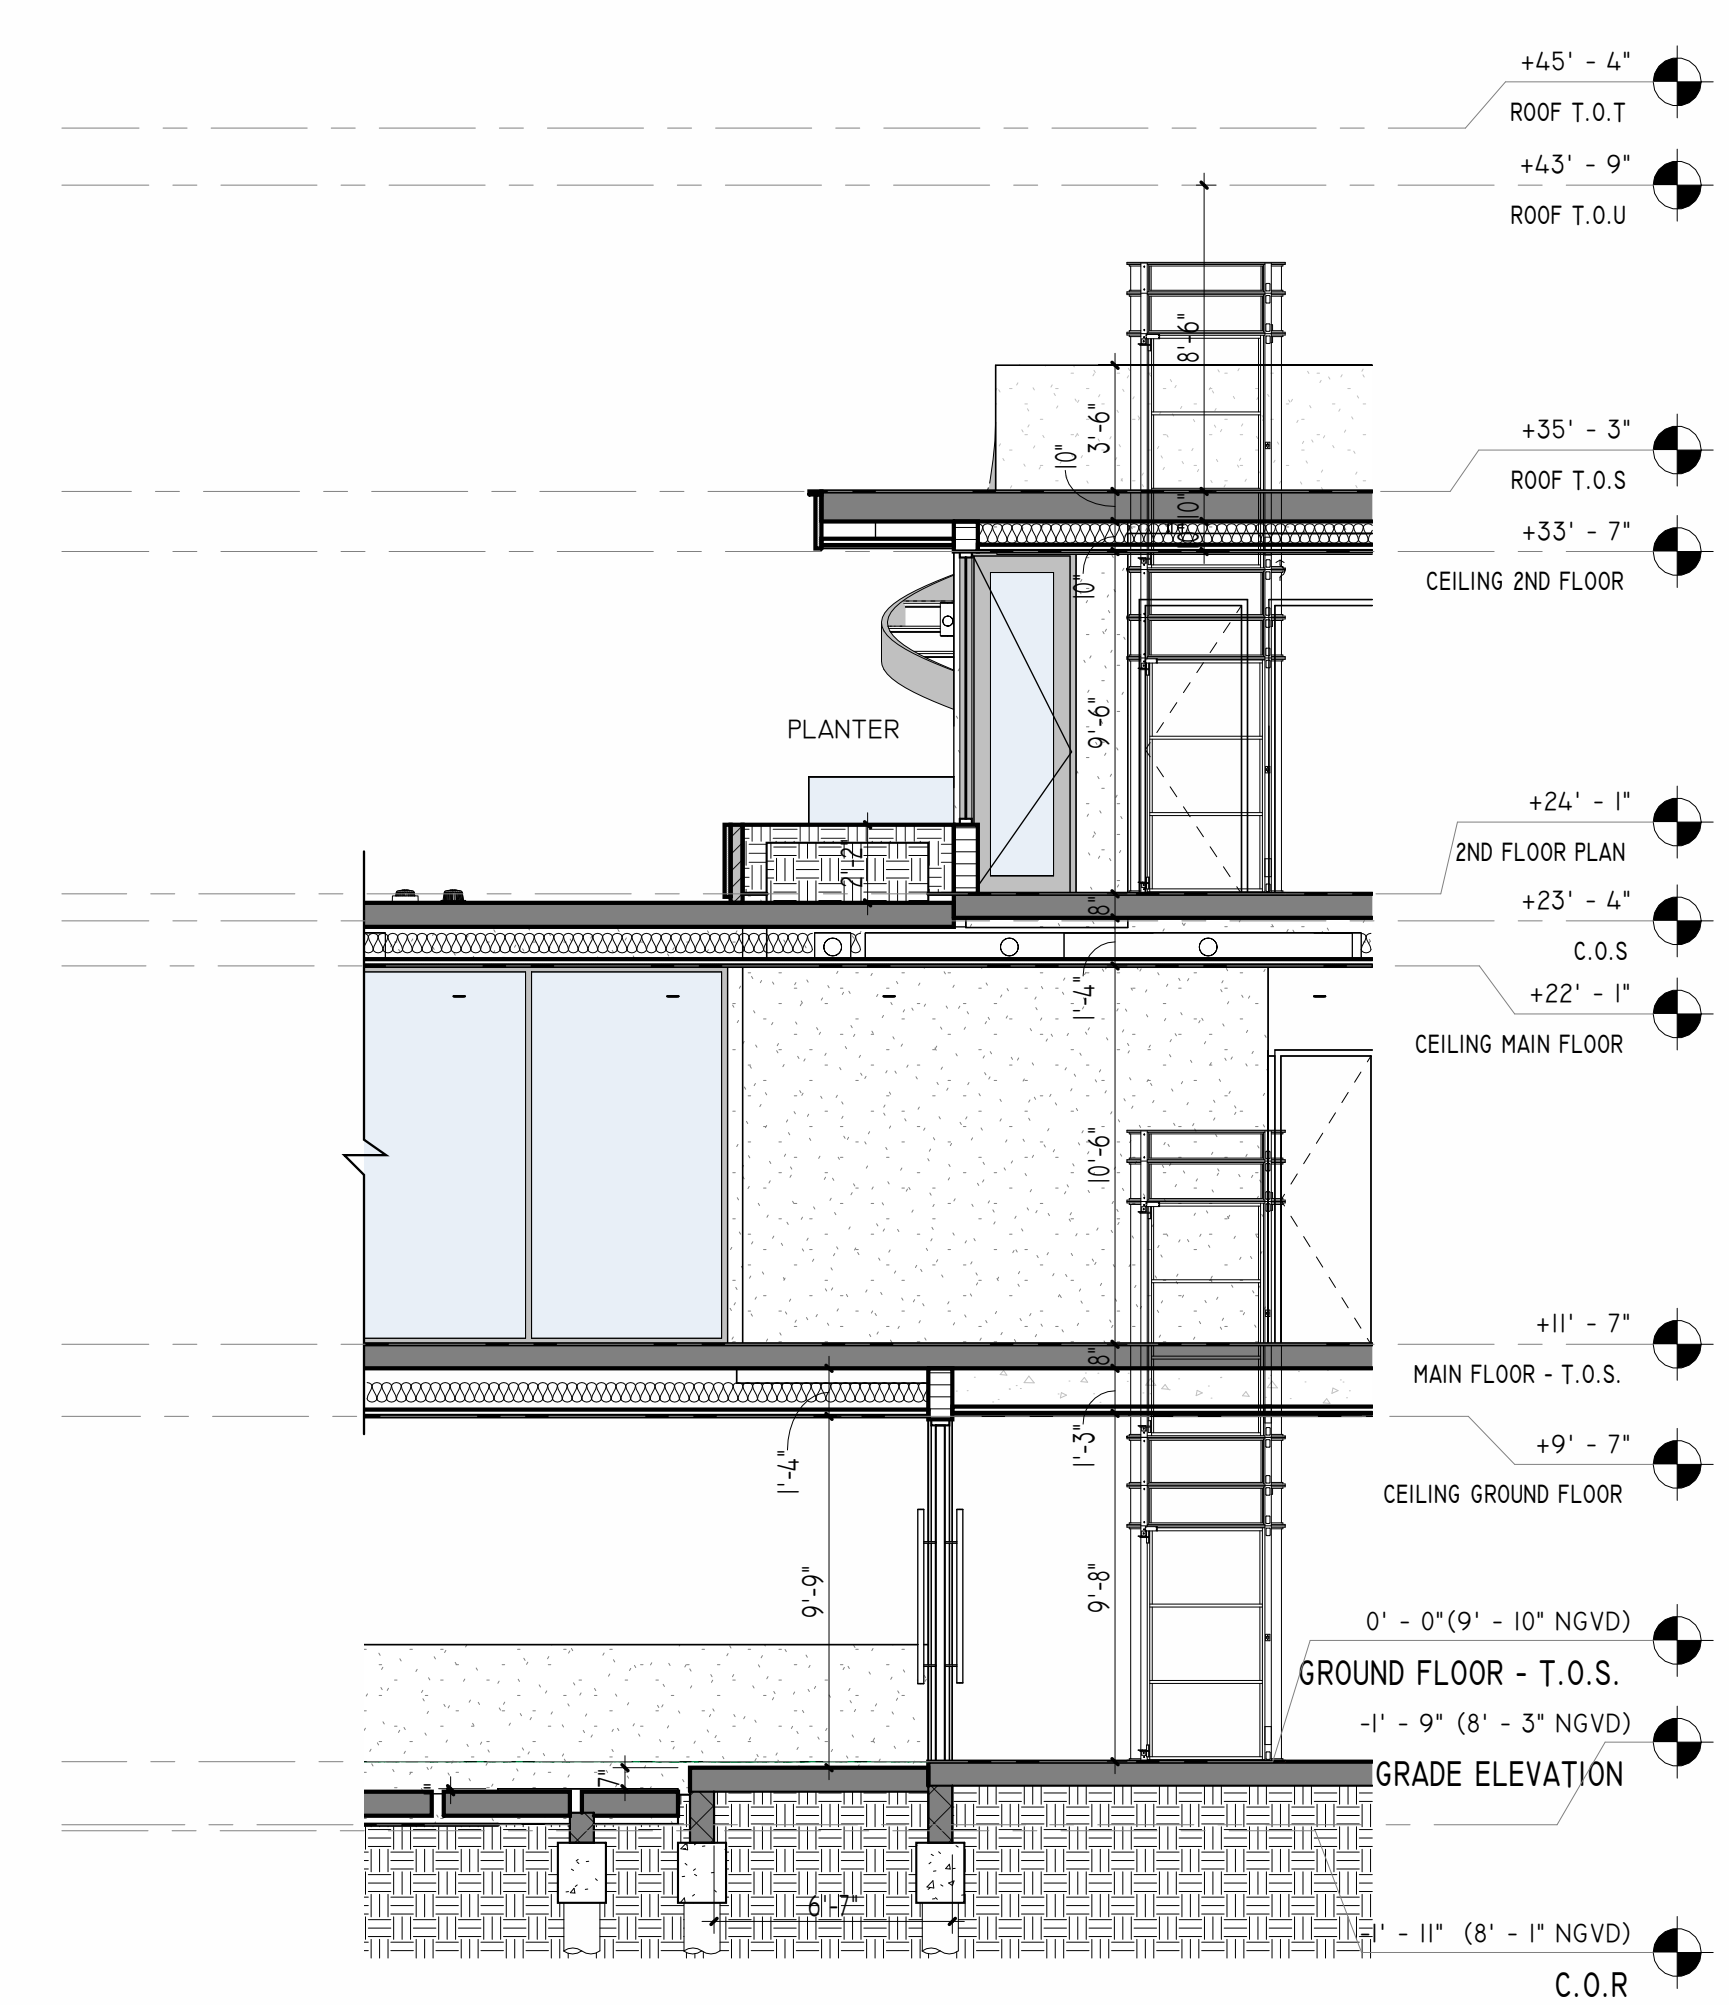 +45' - 4"
ROOF T.O.T
+43' - 9"
ROOF T.O.U
8'-6"
3'-6"
10"
+35' - 3"
ROOF T.O.S
10"
10"
+33' - 7"
CEILING 2ND FLOOR
10"
9'-6"
PLANTER
+24' - 1"
2ND FLOOR PLAN
2'-2"
8"
+23' - 4"
C.O.S
1'-4"
+22' - 1"
CEILING MAIN FLOOR
10'-6"
+11' - 7"
MAIN FLOOR - T.O.S.
8"
1'-4"
1'-3"
+9' - 7"
CEILING GROUND FLOOR
9'-9"
9'-8"
0' - 0"(9' - 10" NGVD)
GROUND FLOOR - T.O.S.
-1' - 9" (8' - 3" NGVD)
GRADE ELEVATION
7"
6'-7"
-1' - 11" (8' - 1" NGVD)
C.O.R